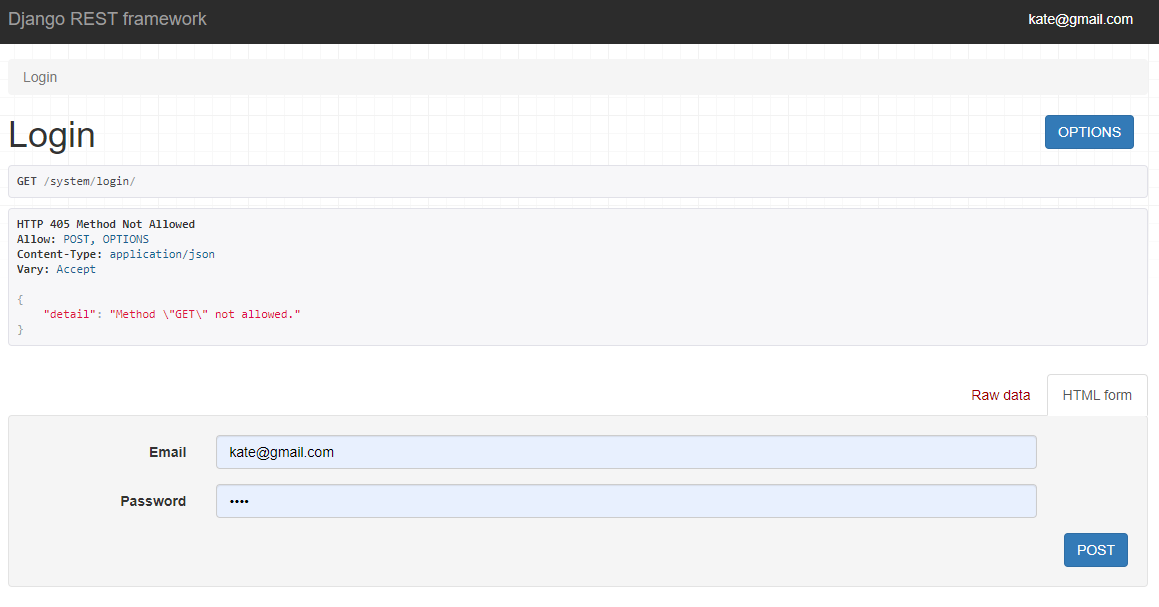 Django REST framework kate@gmail.com
Login
Login OPTIONS
GET /system/login/
HTTP 405 Method Not Allowed
Allow: POST, OPTIONS
Content-Type: application/json
Vary: Accept
{
"detail": "Method \"GET\" not allowed."
}
Raw data HTML form
Email kate@gmail.com
Password ••••
POST